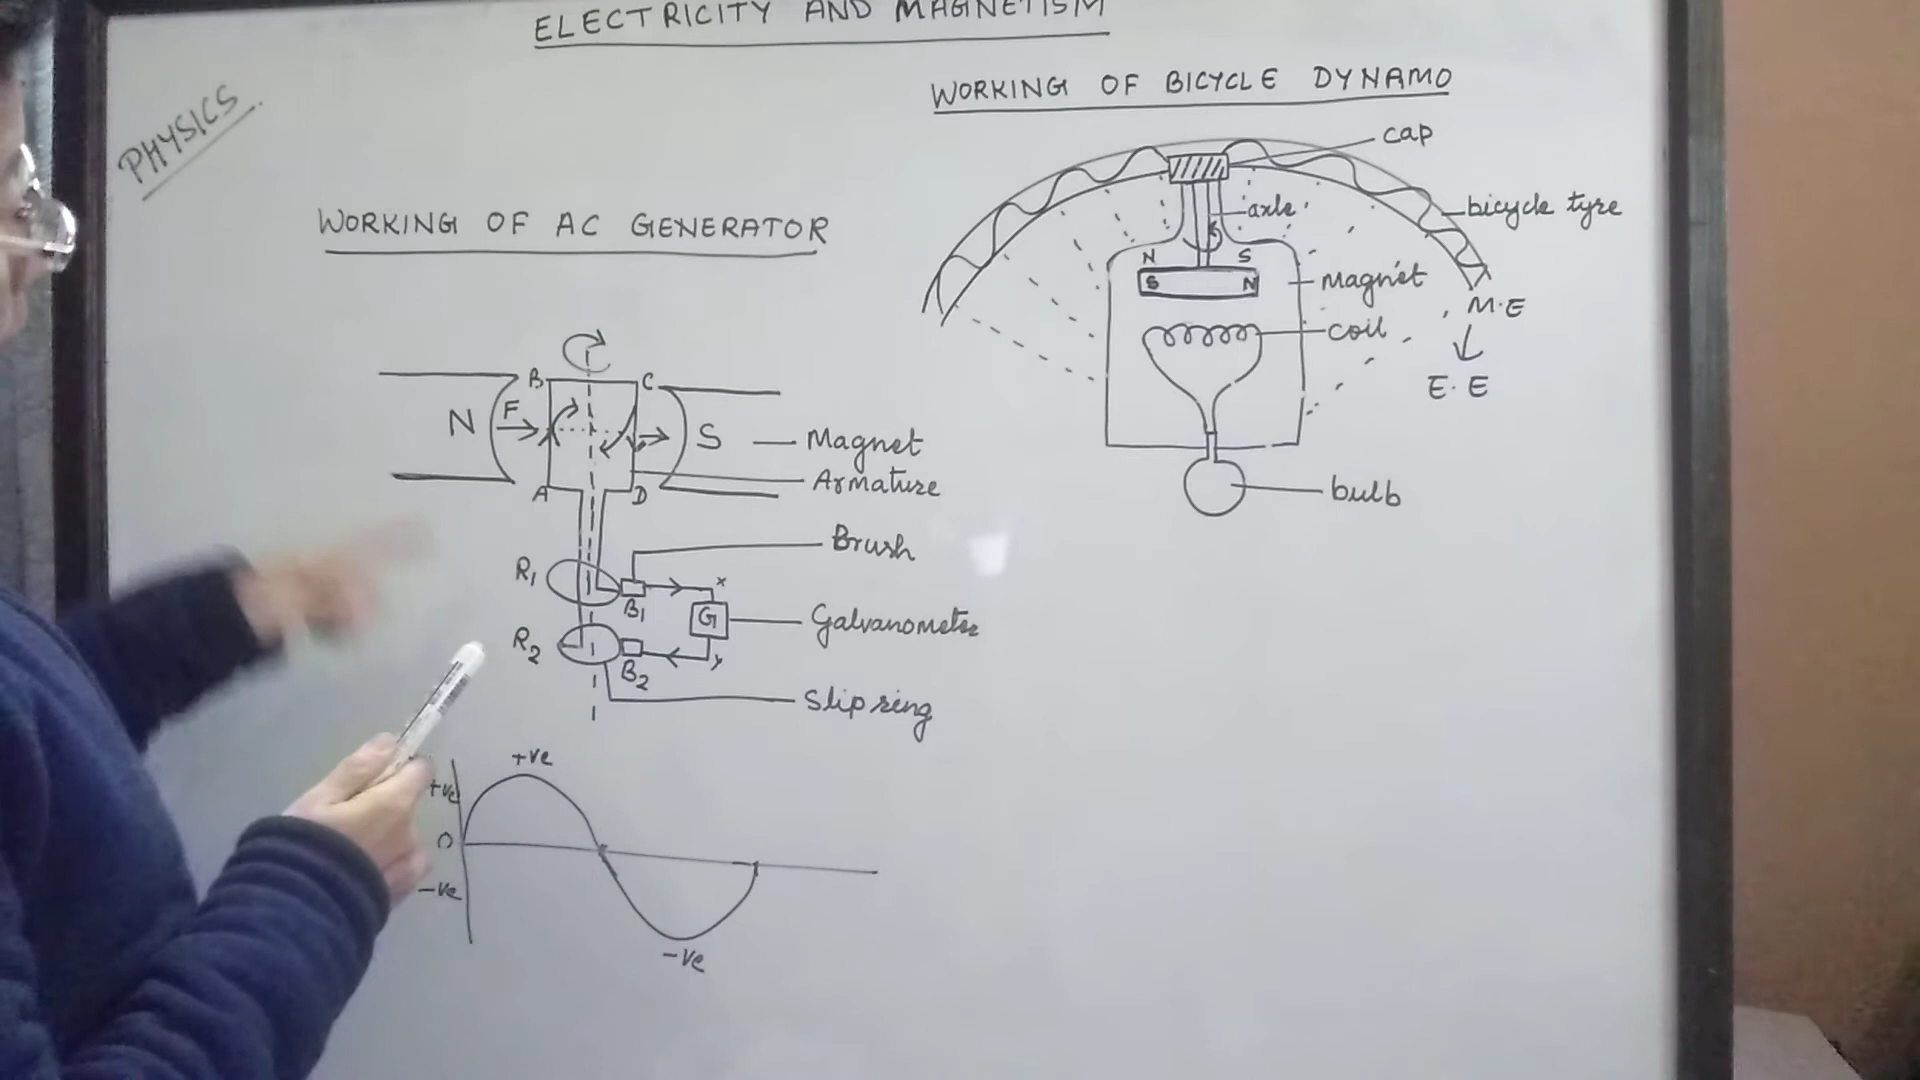 ELECTRICITY AND MAGNETISM
PHYSICS
WORKING OF AC GENERATOR
B
C
N
F
S
Magnet
Armature
A
D
Brush
R1
B1
x
G
Galvanometer
R2
B2
y
Slip ring
+ve
+ve
0
-ve
-ve
WORKING OF BICYCLE DYNAMO
cap
axle
bicycle tyre
N
S
S
N
Magnet
M.E
coil
E.E
bulb